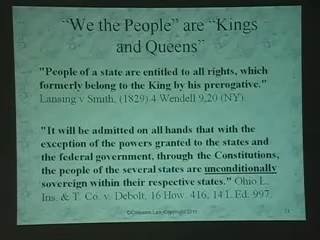 “We the People” are “Kings
and Queens”
"People of a state are entitled to all rights, which
formerly belong to the King by his prerogative."
Lansing v Smith, (1829) 4 Wendell 9,20 (NY)
"It will be admitted on all hands that with the
exception of the powers granted to the states and
the federal government, through the Constitutions,
the people of the several states are unconditionally
sovereign within their respective states." Ohio L.
Ins. & T. Co. v. Debolt, 16 How. 416, 14 L Ed. 997.